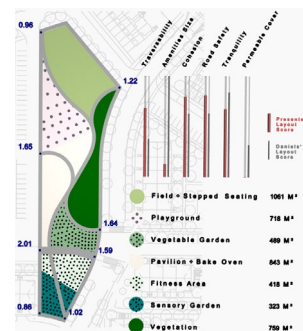 0.96
Traversability
Amenities Size
Cohesion
Road Safety
Tranquility
Permeable Cover
1.22
Presented
Layout
Score
Daniels'
Layout
Score
1.65
1.64
2.01
1.59
0.86
1.02
Field + Stepped Seating 1061 M²
Playground 718 M²
Vegetable Garden 489 M²
Pavilion + Bake Oven 843 M²
Fitness Area 418 M²
Sensory Garden 323 M²
Vegetation 759 M²